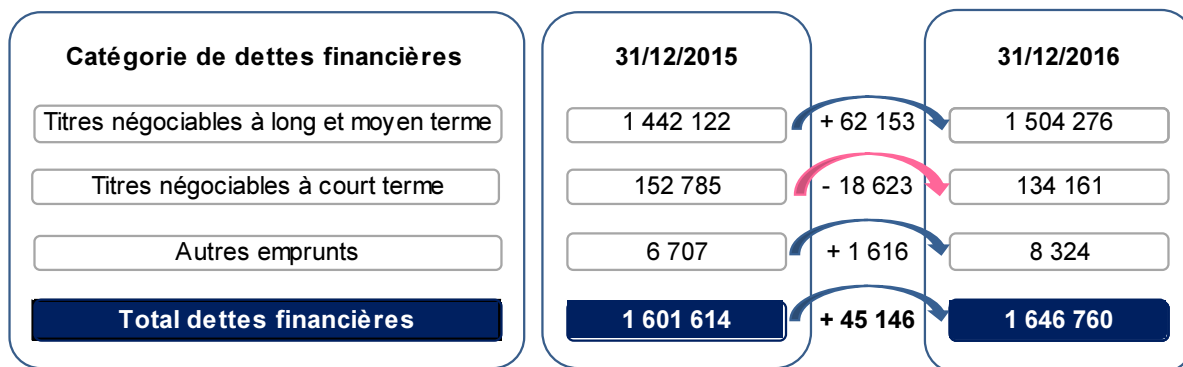 Catégorie de dettes financières 31/12/2015 31/12/2016
Titres négociables à long et moyen terme 1 442 122 + 62 153 1 504 276
Titres négociables à court terme 152 785 - 18 623 134 161
Autres emprunts 6 707 + 1 616 8 324
Total dettes financières 1 601 614 + 45 146 1 646 760